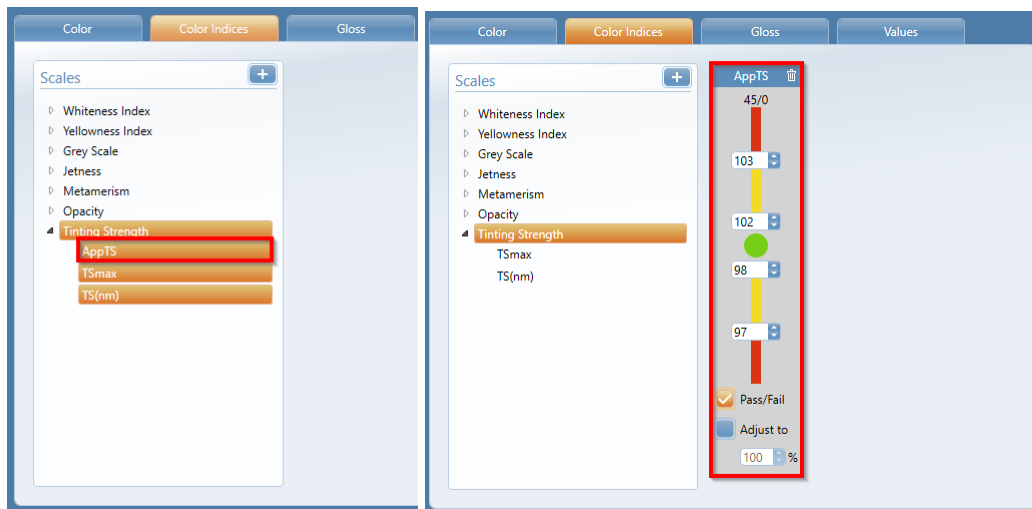 Color
Color Indices
Gloss
Scales
+
Whiteness Index
Yellowness Index
Grey Scale
Jetness
Metamerism
Opacity
Tinting Strength
AppTS
TSmax
TS(nm)
Color
Color Indices
Gloss
Values
Scales
+
Whiteness Index
Yellowness Index
Grey Scale
Jetness
Metamerism
Opacity
Tinting Strength
TSmax
TS(nm)
AppTS
45/0
103
102
98
97
Pass/Fail
Adjust to
100 %